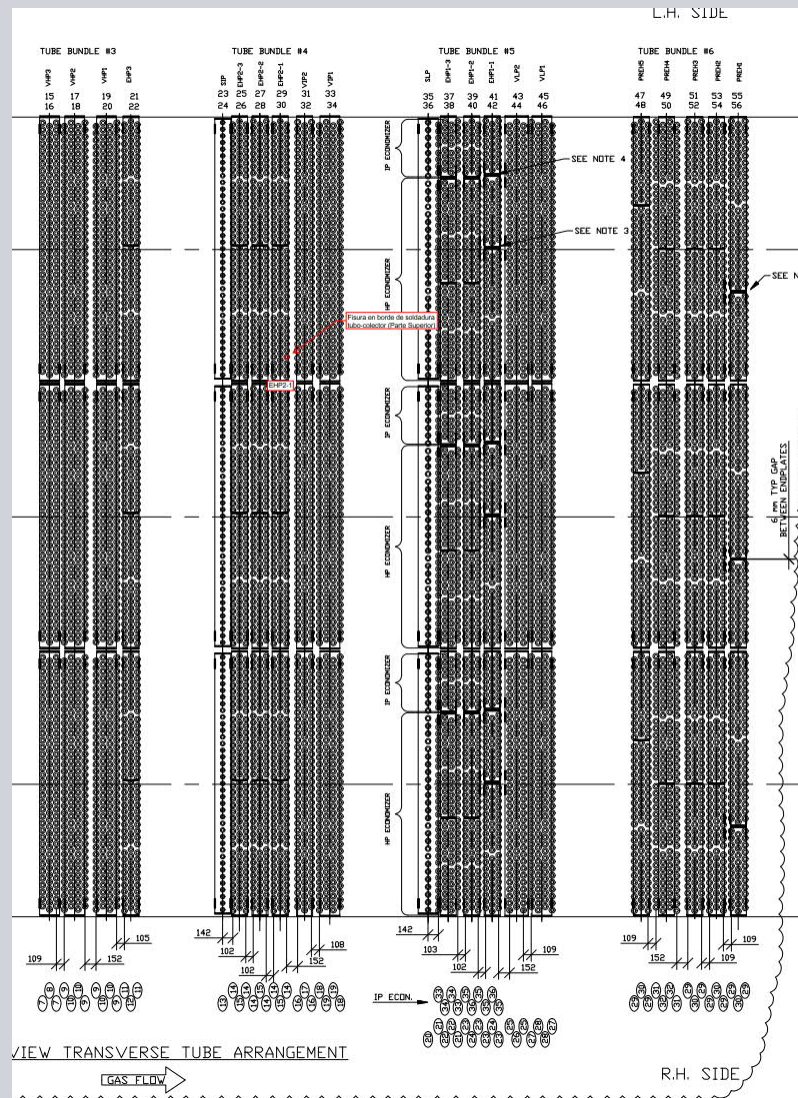 L.H. SIDE
TUBE BUNDLE #3
TUBE BUNDLE #4
TUBE BUNDLE #5
TUBE BUNDLE #6
VHP3
VHP2
VHP1
EHP3
SIP
EHP2-3
EHP2-2
EHP2-1
VIP2
VIP1
SLP
EHP1-3
EHP1-2
EHP1-1
VLP2
VLP1
PREH5
PREH4
PREH3
PREH2
PREH1
15 17 19 21
16 18 20 22
23 25 27 29 31 33
24 26 28 30 32 34
35 37 39 41 43 45
36 38 40 42 44 46
47 49 51 53 55
48 50 52 54 56
IP ECONOMIZER
SEE NOTE 4
SEE NOTE 3
HP ECONOMIZER
SEE N
Fisura en borde de soldadura
tubo-colector (Parte Superior)
EHP2-1
IP ECONOMIZER
6 mm TYP GAP
BETWEEN ENDPLATES
HP ECONOMIZER
IP ECONOMIZER
HP ECONOMIZER
109 152 105
142 102 102 152 108
142 103 102 152 109
109 152 109 109
IP ECON.
VIEW TRANSVERSE TUBE ARRANGEMENT
GAS FLOW
R.H. SIDE